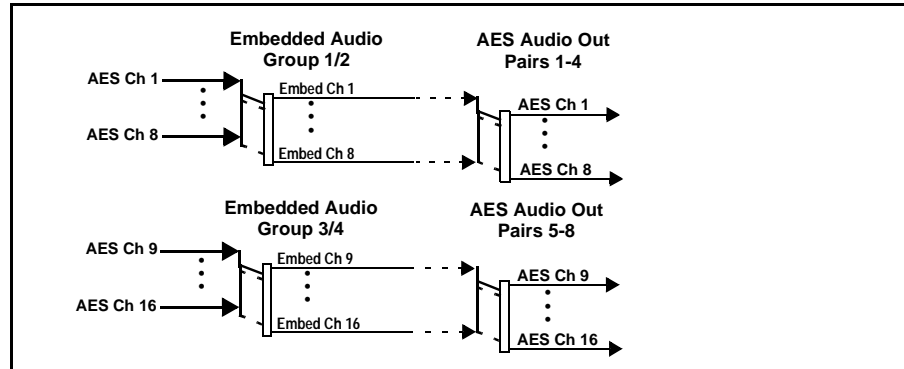 Embedded Audio
Group 1/2
AES Audio Out
Pairs 1-4
AES Ch 1
Embed Ch 1
AES Ch 1
AES Ch 8
Embed Ch 8
AES Ch 8
Embedded Audio
Group 3/4
AES Audio Out
Pairs 5-8
AES Ch 9
Embed Ch 9
AES Ch 9
AES Ch 16
Embed Ch 16
AES Ch 16